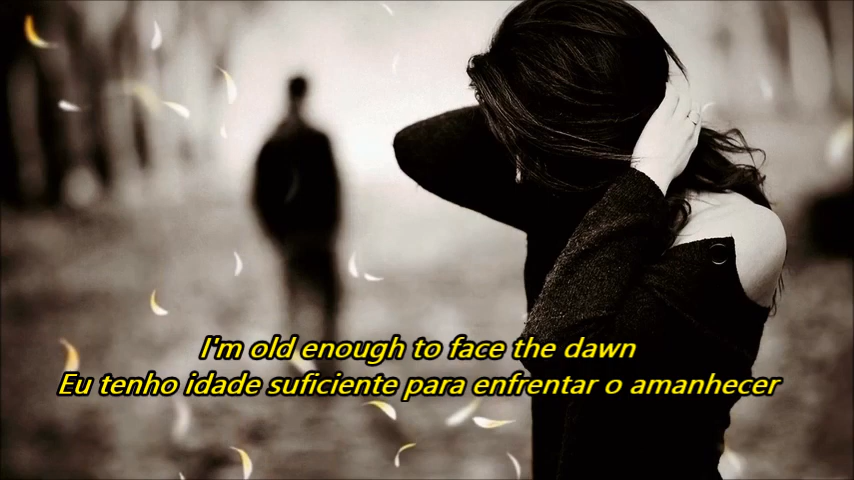 I'm old enough to face the dawn
Eu tenho idade suficiente para enfrentar o amanhecer